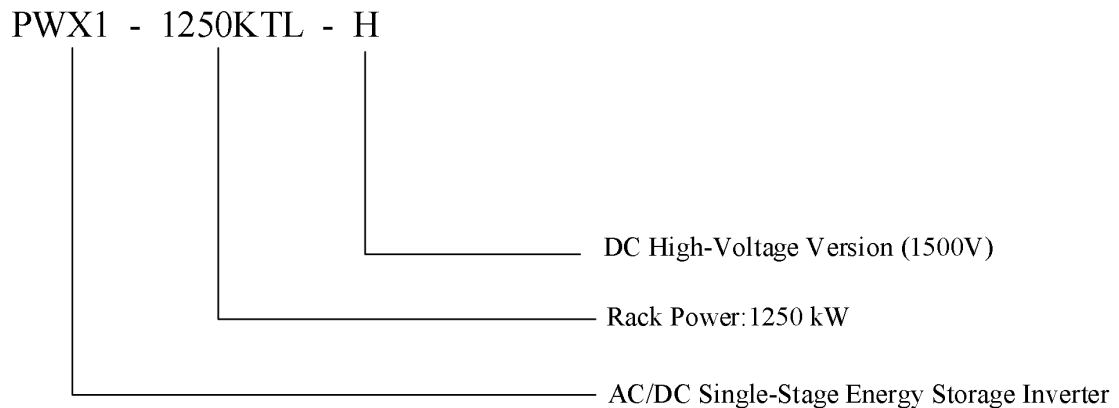 PWX1 - 1250KTL - H
DC High-Voltage Version (1500V)
Rack Power:1250 kW
AC/DC Single-Stage Energy Storage Inverter